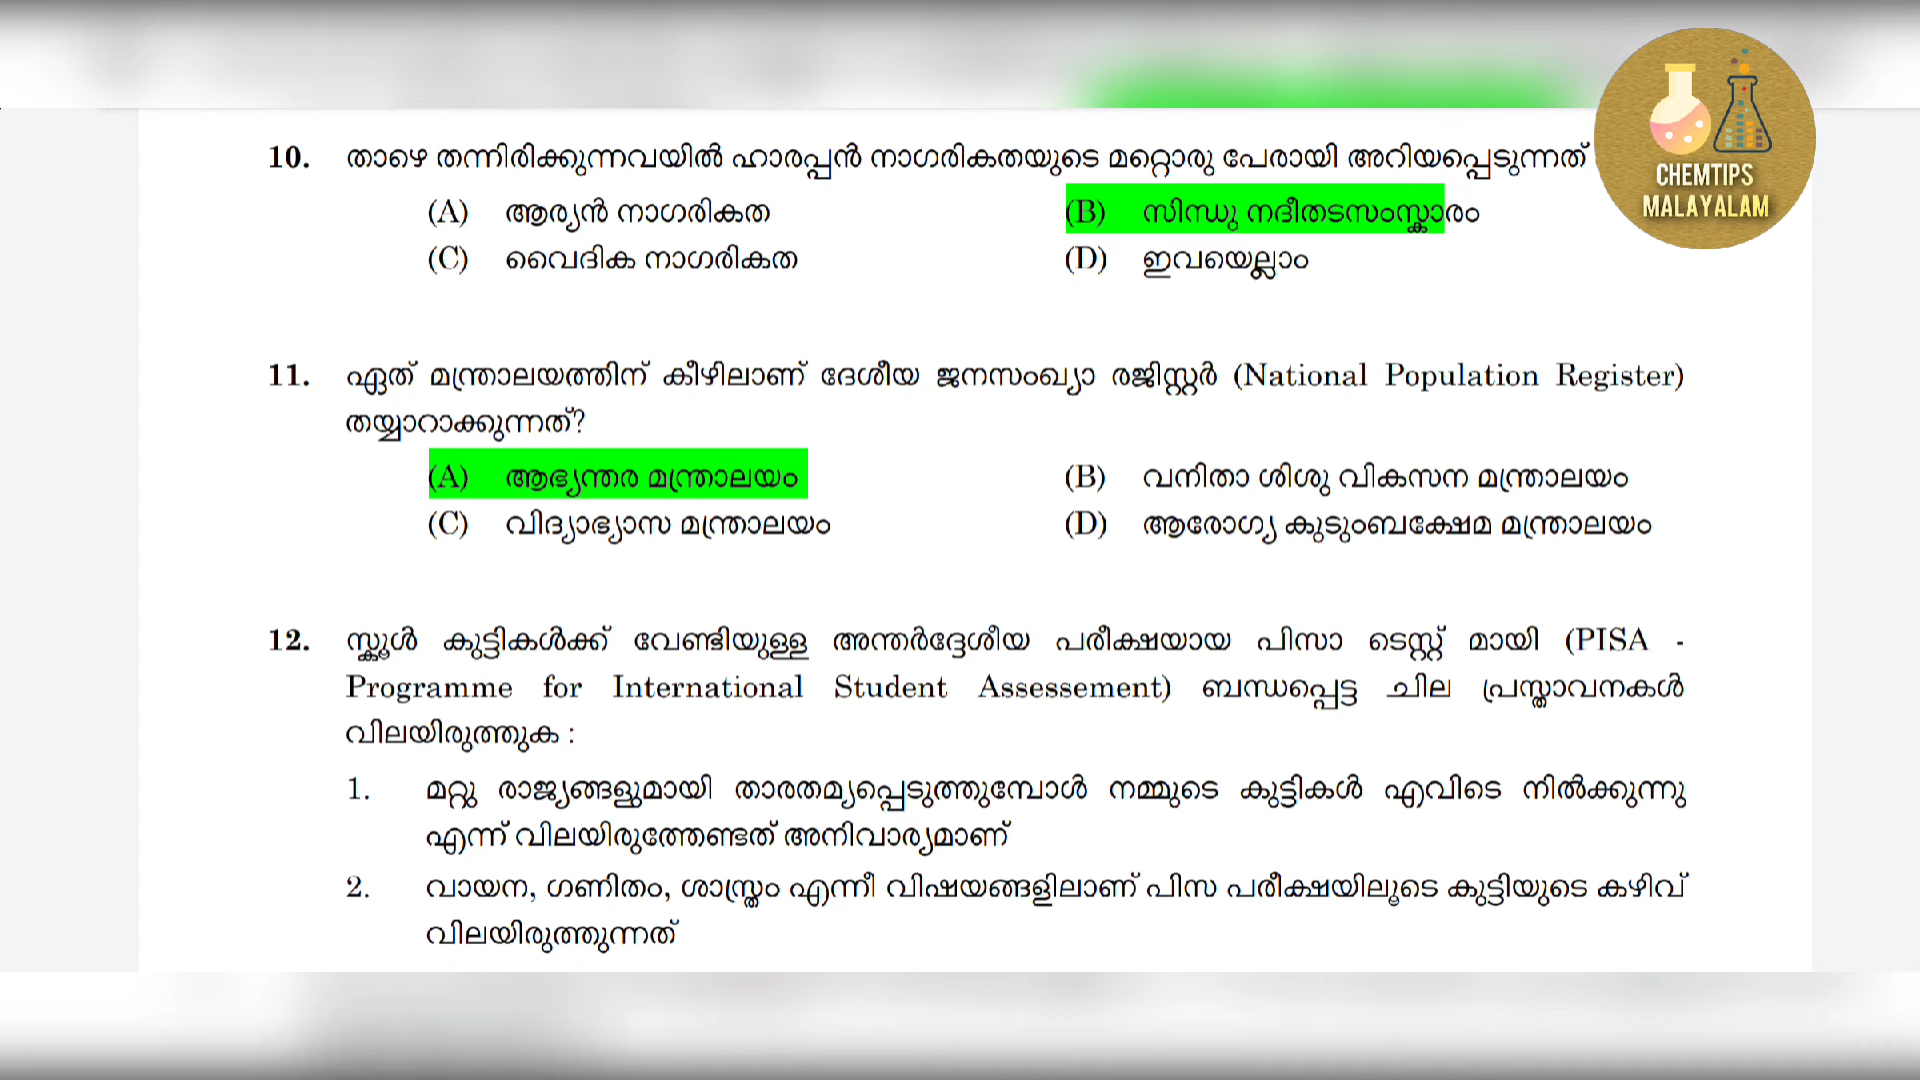 10. താഴെ തന്നിരിക്കുന്നവയിൽ ഹാരപ്പൻ നാഗരികതയുടെ മറ്റൊരു പേരായി അറിയപ്പെടുന്നത്
(A) ആര്യൻ നാഗരികത (B) സിന്ധു നദീതടസംസ്കാരം
(C) വൈദിക നാഗരികത (D) ഇവയെല്ലാം
CHEMTIPS
MALAYALAM
11. ഏത് മന്ത്രാലയത്തിന് കീഴിലാണ് ദേശീയ ജനസംഖ്യാ രജിസ്റ്റർ (National Population Register)
തയ്യാറാക്കുന്നത്?
(A) ആഭ്യന്തര മന്ത്രാലയം (B) വനിതാ ശിശു വികസന മന്ത്രാലയം
(C) വിദ്യാഭ്യാസ മന്ത്രാലയം (D) ആരോഗ്യ കുടുംബക്ഷേമ മന്ത്രാലയം
12. സ്കൂൾ കുട്ടികൾക്ക് വേണ്ടിയുള്ള അന്തർദ്ദേശീയ പരീക്ഷയായ പിസാ ടെസ്റ്റ് മായി (PISA -
Programme for International Student Assessement) ബന്ധപ്പെട്ട ചില പ്രസ്താവനകൾ
വിലയിരുത്തുക :
1. മറ്റു രാജ്യങ്ങളുമായി താരതമ്യപ്പെടുത്തുമ്പോൾ നമ്മുടെ കുട്ടികൾ എവിടെ നിൽക്കുന്നു
എന്ന് വിലയിരുത്തേണ്ടത് അനിവാര്യമാണ്
2. വായന, ഗണിതം, ശാസ്ത്രം എന്നീ വിഷയങ്ങളിലാണ് പിസ പരീക്ഷയിലൂടെ കുട്ടിയുടെ കഴിവ്
വിലയിരുത്തുന്നത്